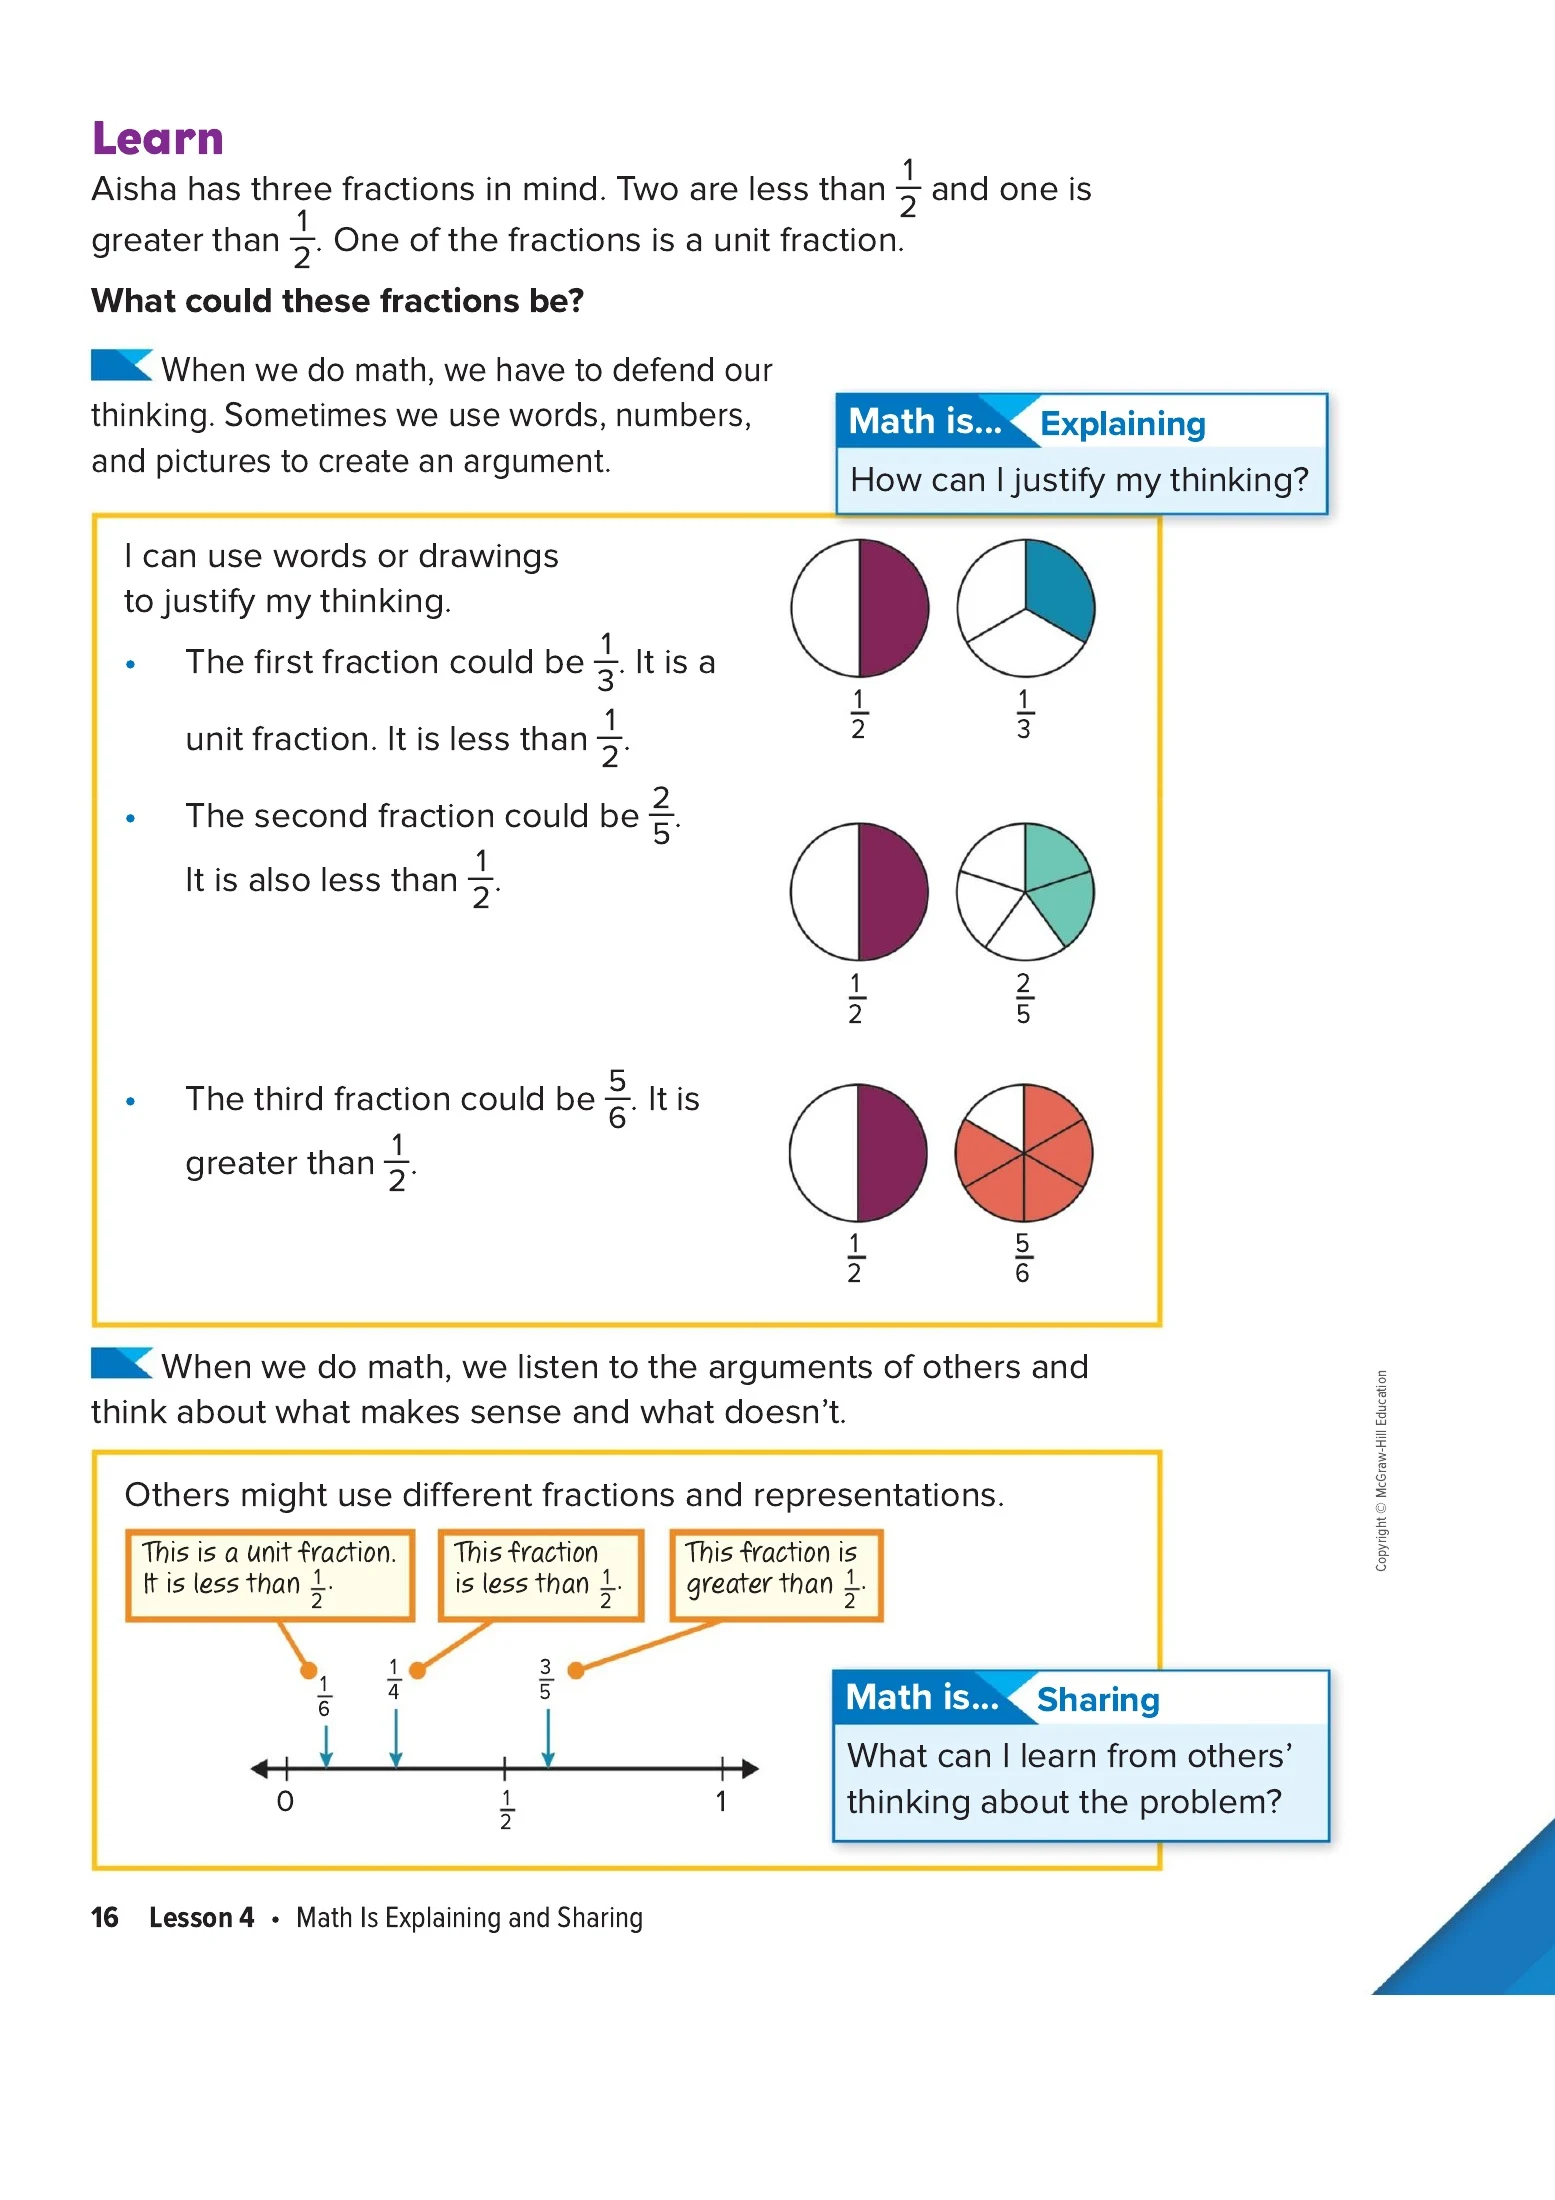 Learn
Aisha has three fractions in mind. Two are less than 1/2 and one is
greater than 1/2. One of the fractions is a unit fraction.
What could these fractions be?
When we do math, we have to defend our
thinking. Sometimes we use words, numbers,
and pictures to create an argument.
Math is... Explaining
How can I justify my thinking?
I can use words or drawings
to justify my thinking.
• The first fraction could be 1/3. It is a
unit fraction. It is less than 1/2.
1/2 1/3
• The second fraction could be 2/5.
It is also less than 1/2.
1/2 2/5
• The third fraction could be 5/6. It is
greater than 1/2.
1/2 5/6
When we do math, we listen to the arguments of others and
think about what makes sense and what doesn't.
Others might use different fractions and representations.
This is a unit fraction.
It is less than 1/2.
This fraction
is less than 1/2.
This fraction is
greater than 1/2.
1/6 1/4 3/5
0 1/2 1
Math is... Sharing
What can I learn from others'
thinking about the problem?
16 Lesson 4 • Math Is Explaining and Sharing
Copyright © McGraw-Hill Education